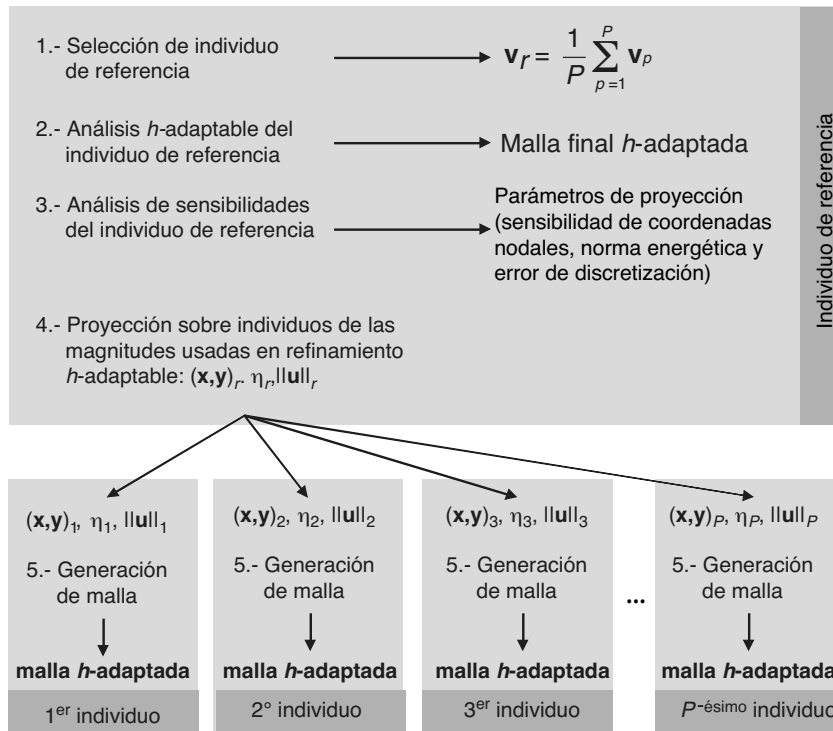 1.- Selección de individuo
de referencia
v_r = 1/P ∑_{p=1}^{P} v_p
2.- Análisis h-adaptable del
individuo de referencia
Malla final h-adaptada
3.- Análisis de sensibilidades
del individuo de referencia
Parámetros de proyección
(sensibilidad de coordenadas
nodales, norma energética y
error de discretización)
4.- Proyección sobre individuos de las
magnitudes usadas en refinamiento
h-adaptable: (x,y)_r. η_r,||u||_r
Individuo de referencia
(x,y)_1, η_1, ||u||_1
5.- Generación
de malla
malla h-adaptada
1er individuo
(x,y)_2, η_2, ||u||_2
5.- Generación
de malla
malla h-adaptada
2° individuo
(x,y)_3, η_3, ||u||_3
5.- Generación
de malla
malla h-adaptada
3er individuo
...
(x,y)_P, η_P, ||u||_P
5.- Generación
de malla
malla h-adaptada
P-ésimo individuo